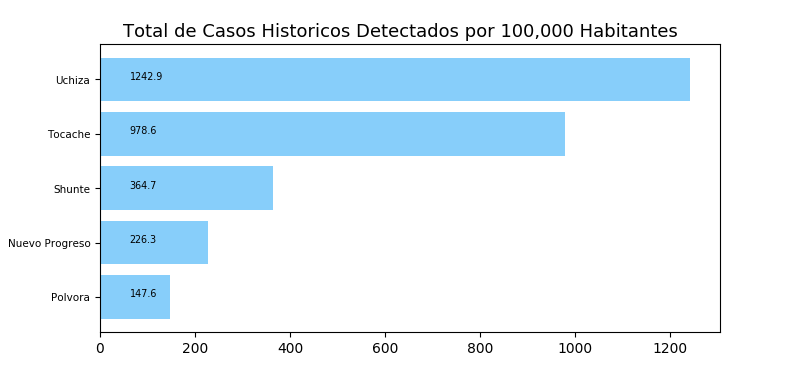 Total de Casos Historicos Detectados por 100,000 Habitantes
Uchiza 1242.9
Tocache 978.6
Shunte 364.7
Nuevo Progreso 226.3
Polvora 147.6
0 200 400 600 800 1000 1200